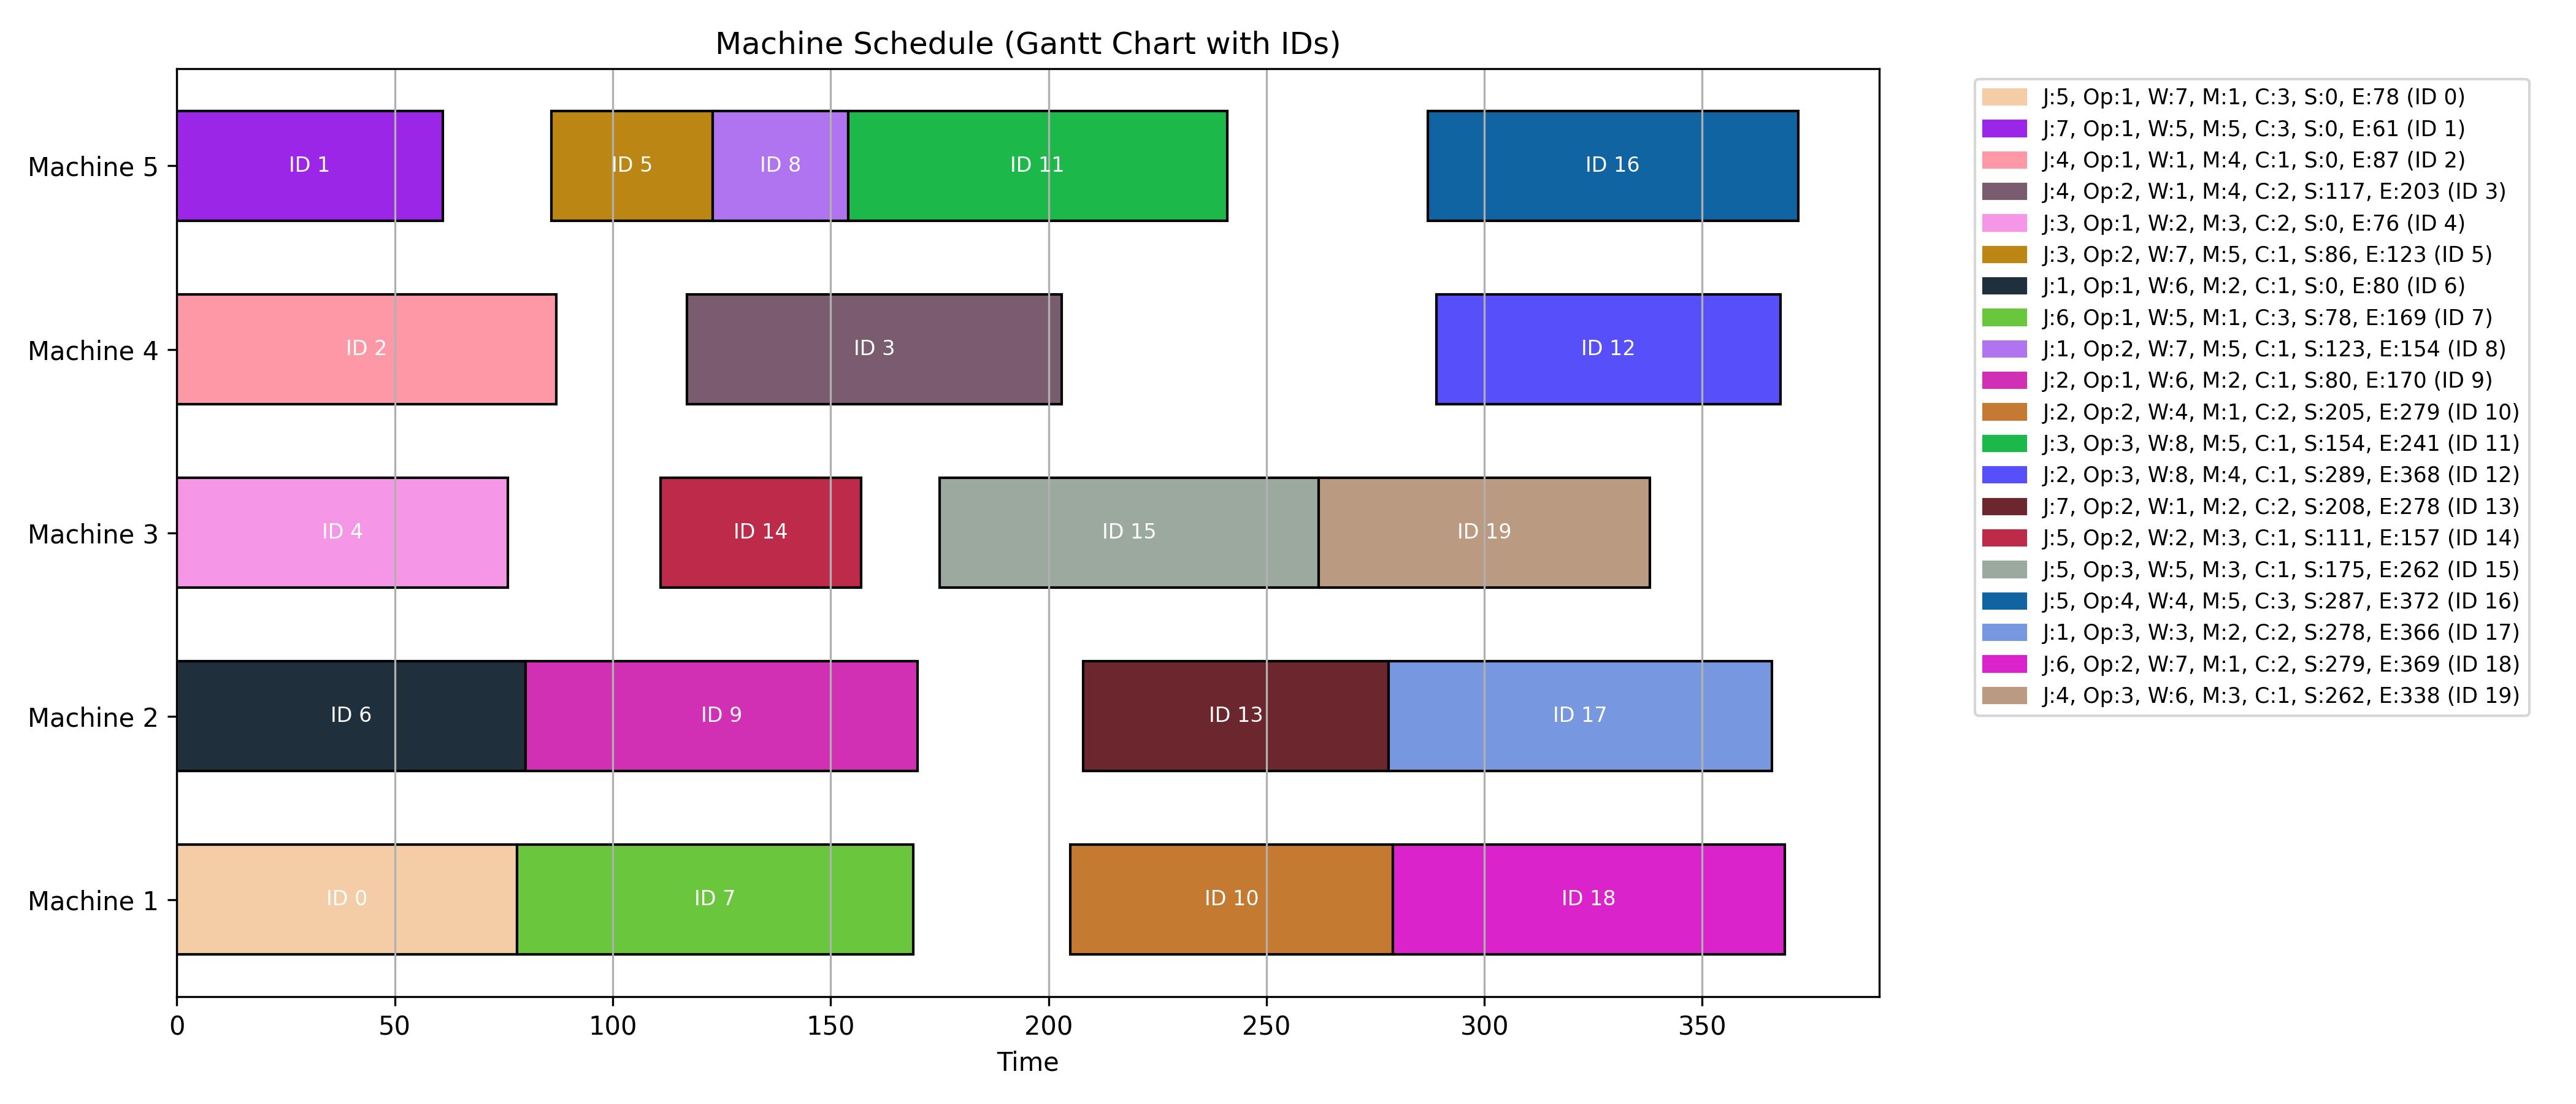 Machine Schedule (Gantt Chart with IDs)
Machine 5
ID 1
ID 5
ID 8
ID 11
ID 16
Machine 4
ID 2
ID 3
ID 12
Machine 3
ID 4
ID 14
ID 15
ID 19
Machine 2
ID 6
ID 9
ID 13
ID 17
Machine 1
ID 0
ID 7
ID 10
ID 18
0 50 100 150 200 250 300 350
Time
J:5, Op:1, W:7, M:1, C:3, S:0, E:78 (ID 0)
J:7, Op:1, W:5, M:5, C:3, S:0, E:61 (ID 1)
J:4, Op:1, W:1, M:4, C:1, S:0, E:87 (ID 2)
J:4, Op:2, W:1, M:4, C:2, S:117, E:203 (ID 3)
J:3, Op:1, W:2, M:3, C:2, S:0, E:76 (ID 4)
J:3, Op:2, W:7, M:5, C:1, S:86, E:123 (ID 5)
J:1, Op:1, W:6, M:2, C:1, S:0, E:80 (ID 6)
J:6, Op:1, W:5, M:1, C:3, S:78, E:169 (ID 7)
J:1, Op:2, W:7, M:5, C:1, S:123, E:154 (ID 8)
J:2, Op:1, W:6, M:2, C:1, S:80, E:170 (ID 9)
J:2, Op:2, W:4, M:1, C:2, S:205, E:279 (ID 10)
J:3, Op:3, W:8, M:5, C:1, S:154, E:241 (ID 11)
J:2, Op:3, W:8, M:4, C:1, S:289, E:368 (ID 12)
J:7, Op:2, W:1, M:2, C:2, S:208, E:278 (ID 13)
J:5, Op:2, W:2, M:3, C:1, S:111, E:157 (ID 14)
J:5, Op:3, W:5, M:3, C:1, S:175, E:262 (ID 15)
J:5, Op:4, W:4, M:5, C:3, S:287, E:372 (ID 16)
J:1, Op:3, W:3, M:2, C:2, S:278, E:366 (ID 17)
J:6, Op:2, W:7, M:1, C:2, S:279, E:369 (ID 18)
J:4, Op:3, W:6, M:3, C:1, S:262, E:338 (ID 19)